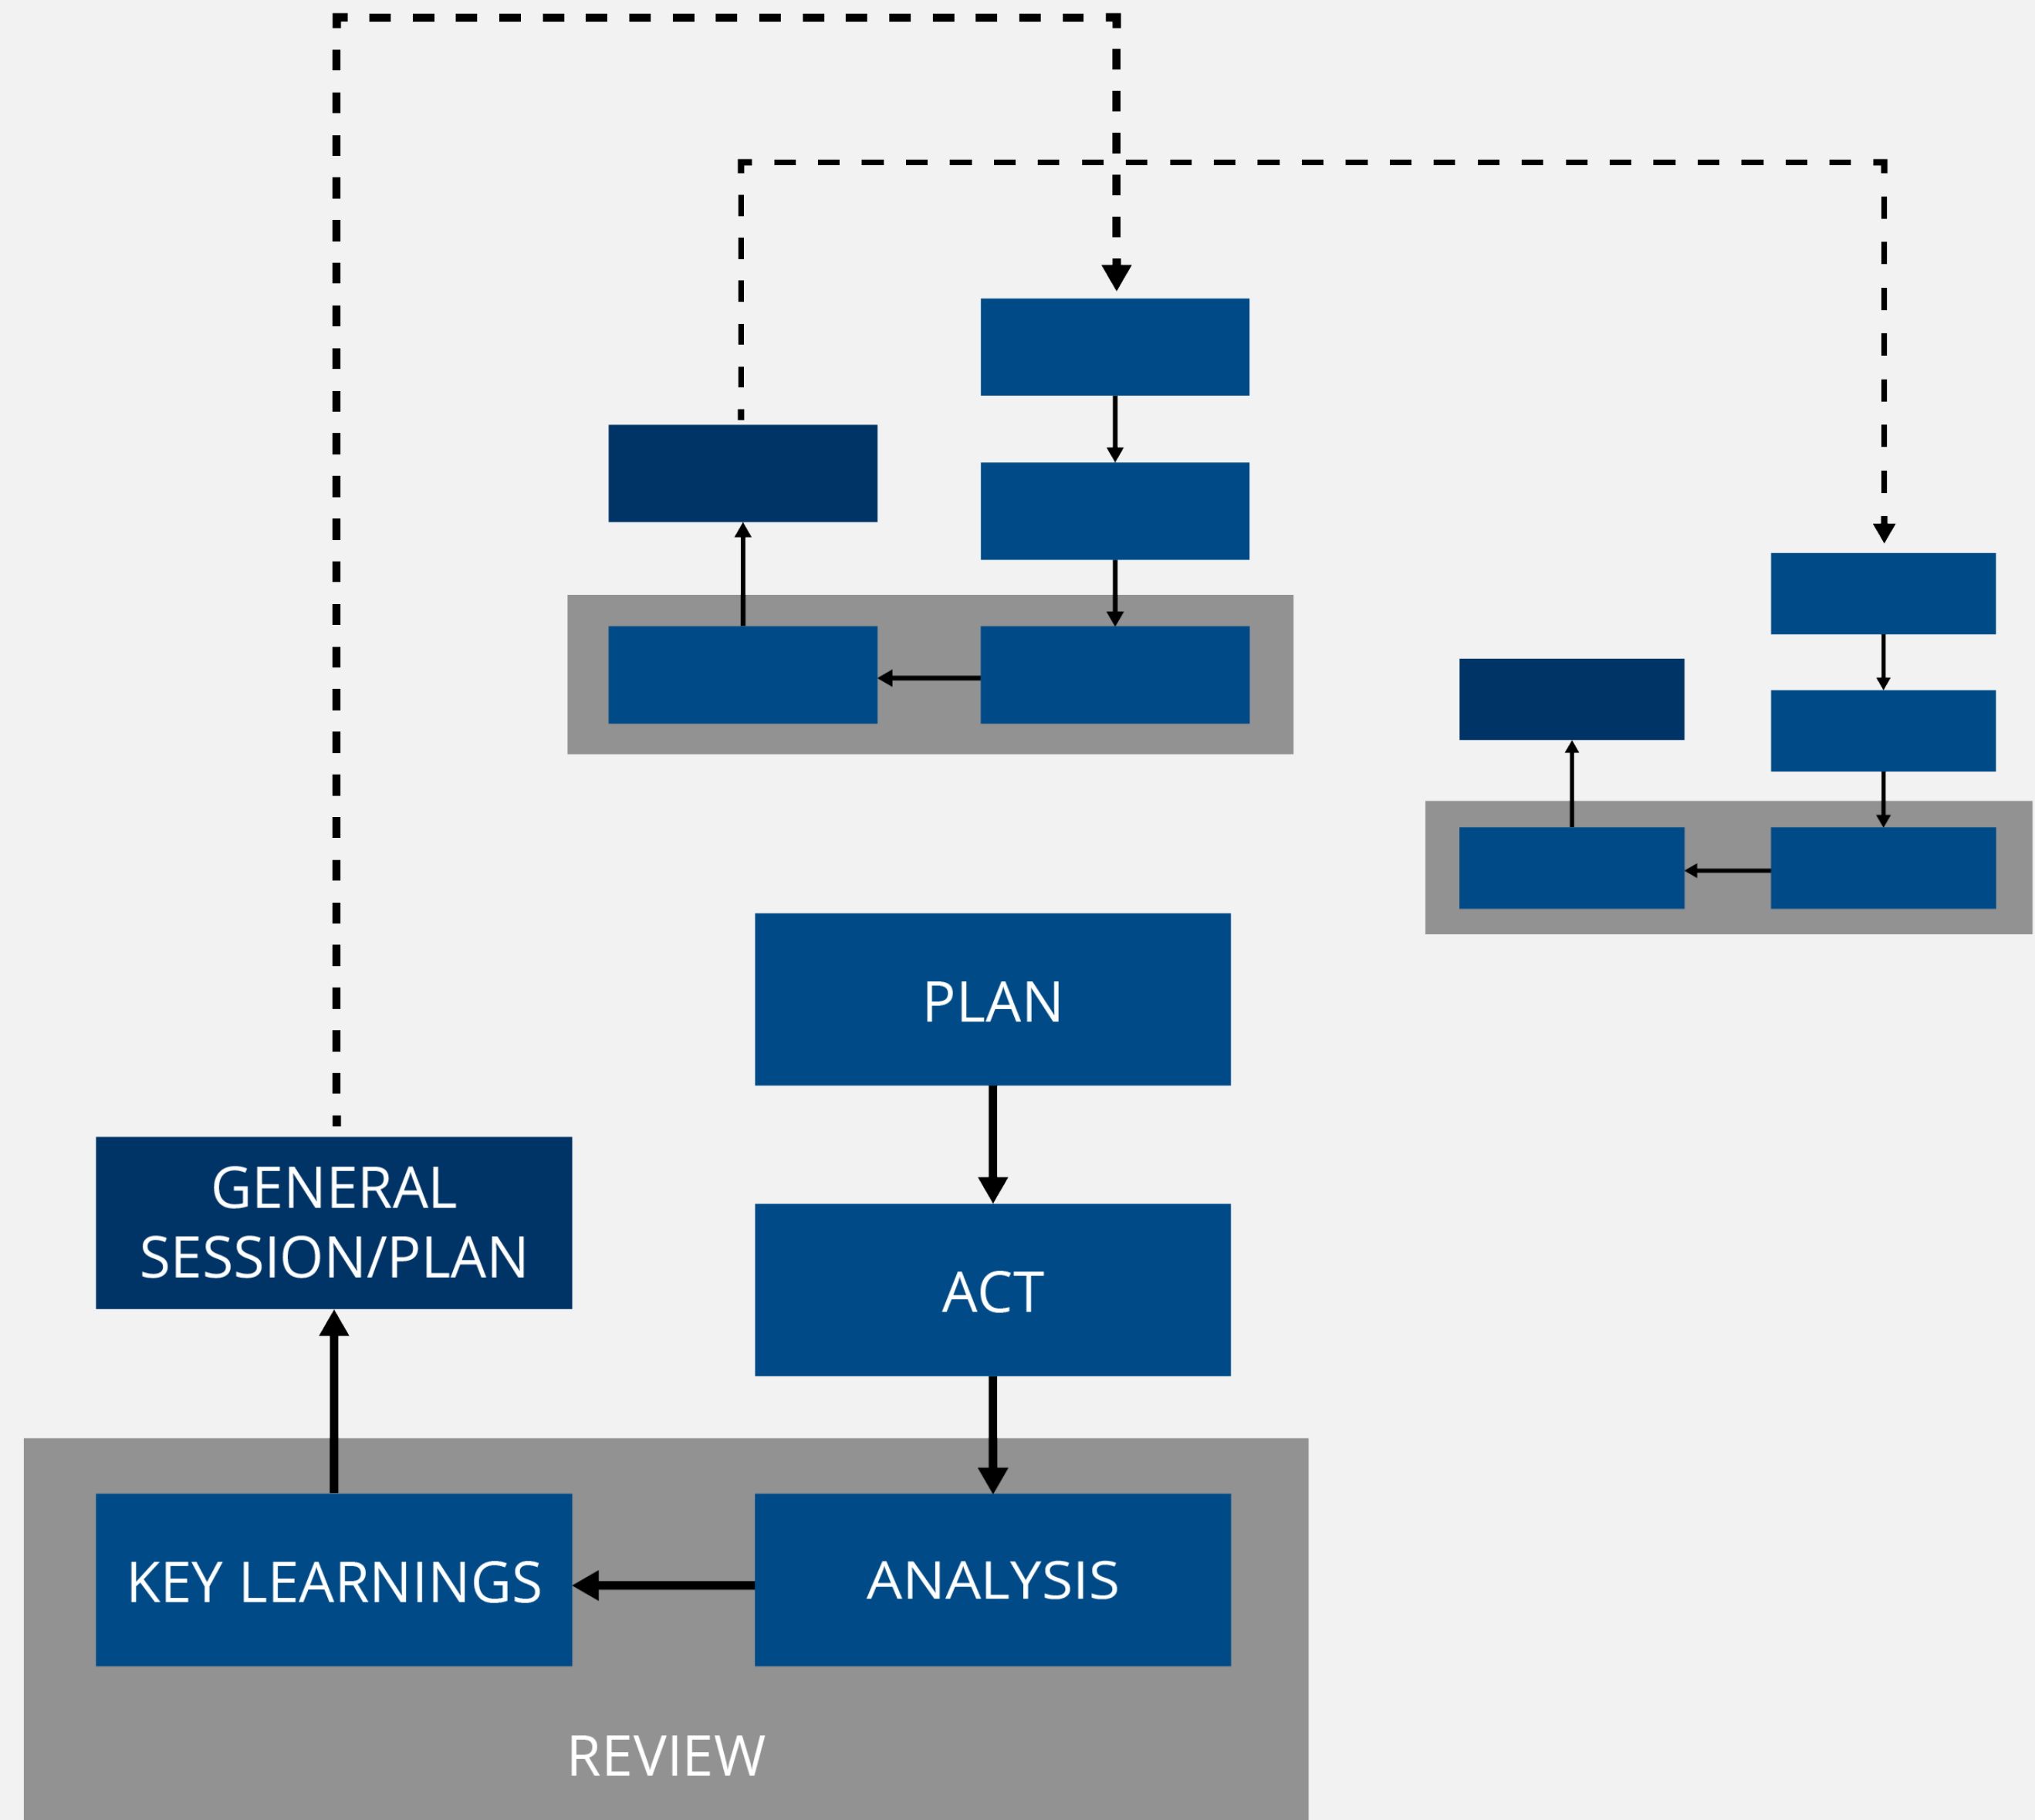 PLAN
GENERAL
SESSION/PLAN
ACT
KEY LEARNINGS
ANALYSIS
REVIEW